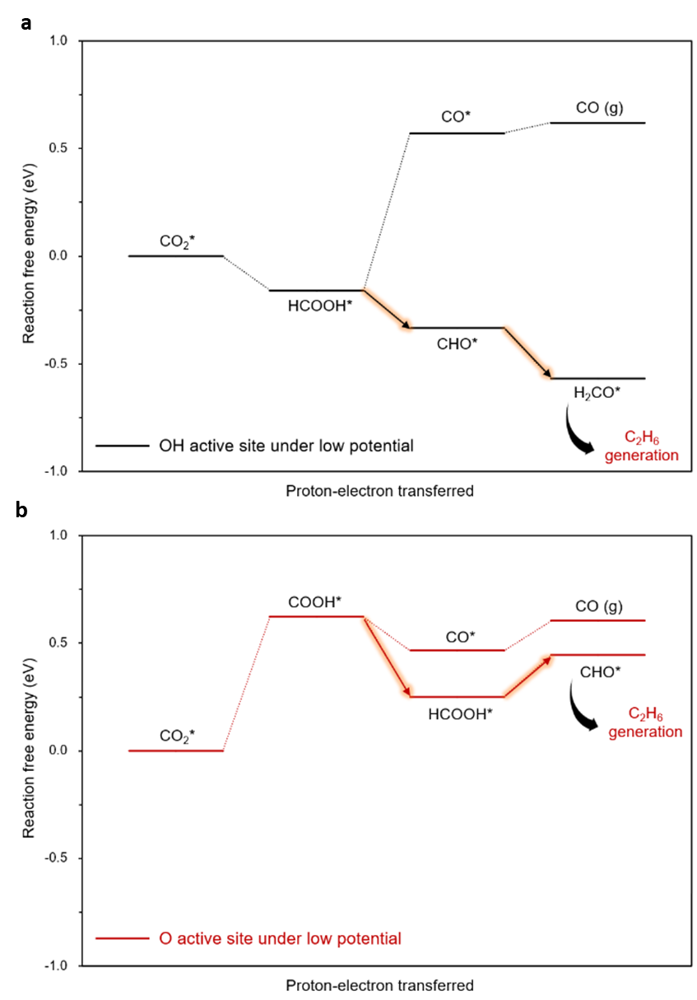 a
1.0
0.5
0.0
-0.5
-1.0
Reaction free energy (eV)
CO₂*
HCOOH*
CO*
CO (g)
CHO*
H₂CO*
C₂H₆
generation
OH active site under low potential
Proton-electron transferred
b
1.0
0.5
0.0
-0.5
-1.0
Reaction free energy (eV)
CO₂*
COOH*
CO*
CO (g)
HCOOH*
CHO*
C₂H₆
generation
O active site under low potential
Proton-electron transferred